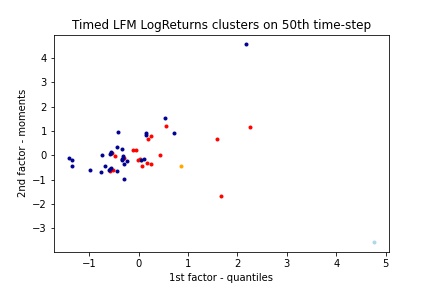 Timed LFM LogReturns clusters on 50th time-step
4
3
2
1
0
−1
−2
−3
2nd factor - moments
−1 0 1 2 3 4 5
1st factor - quantiles